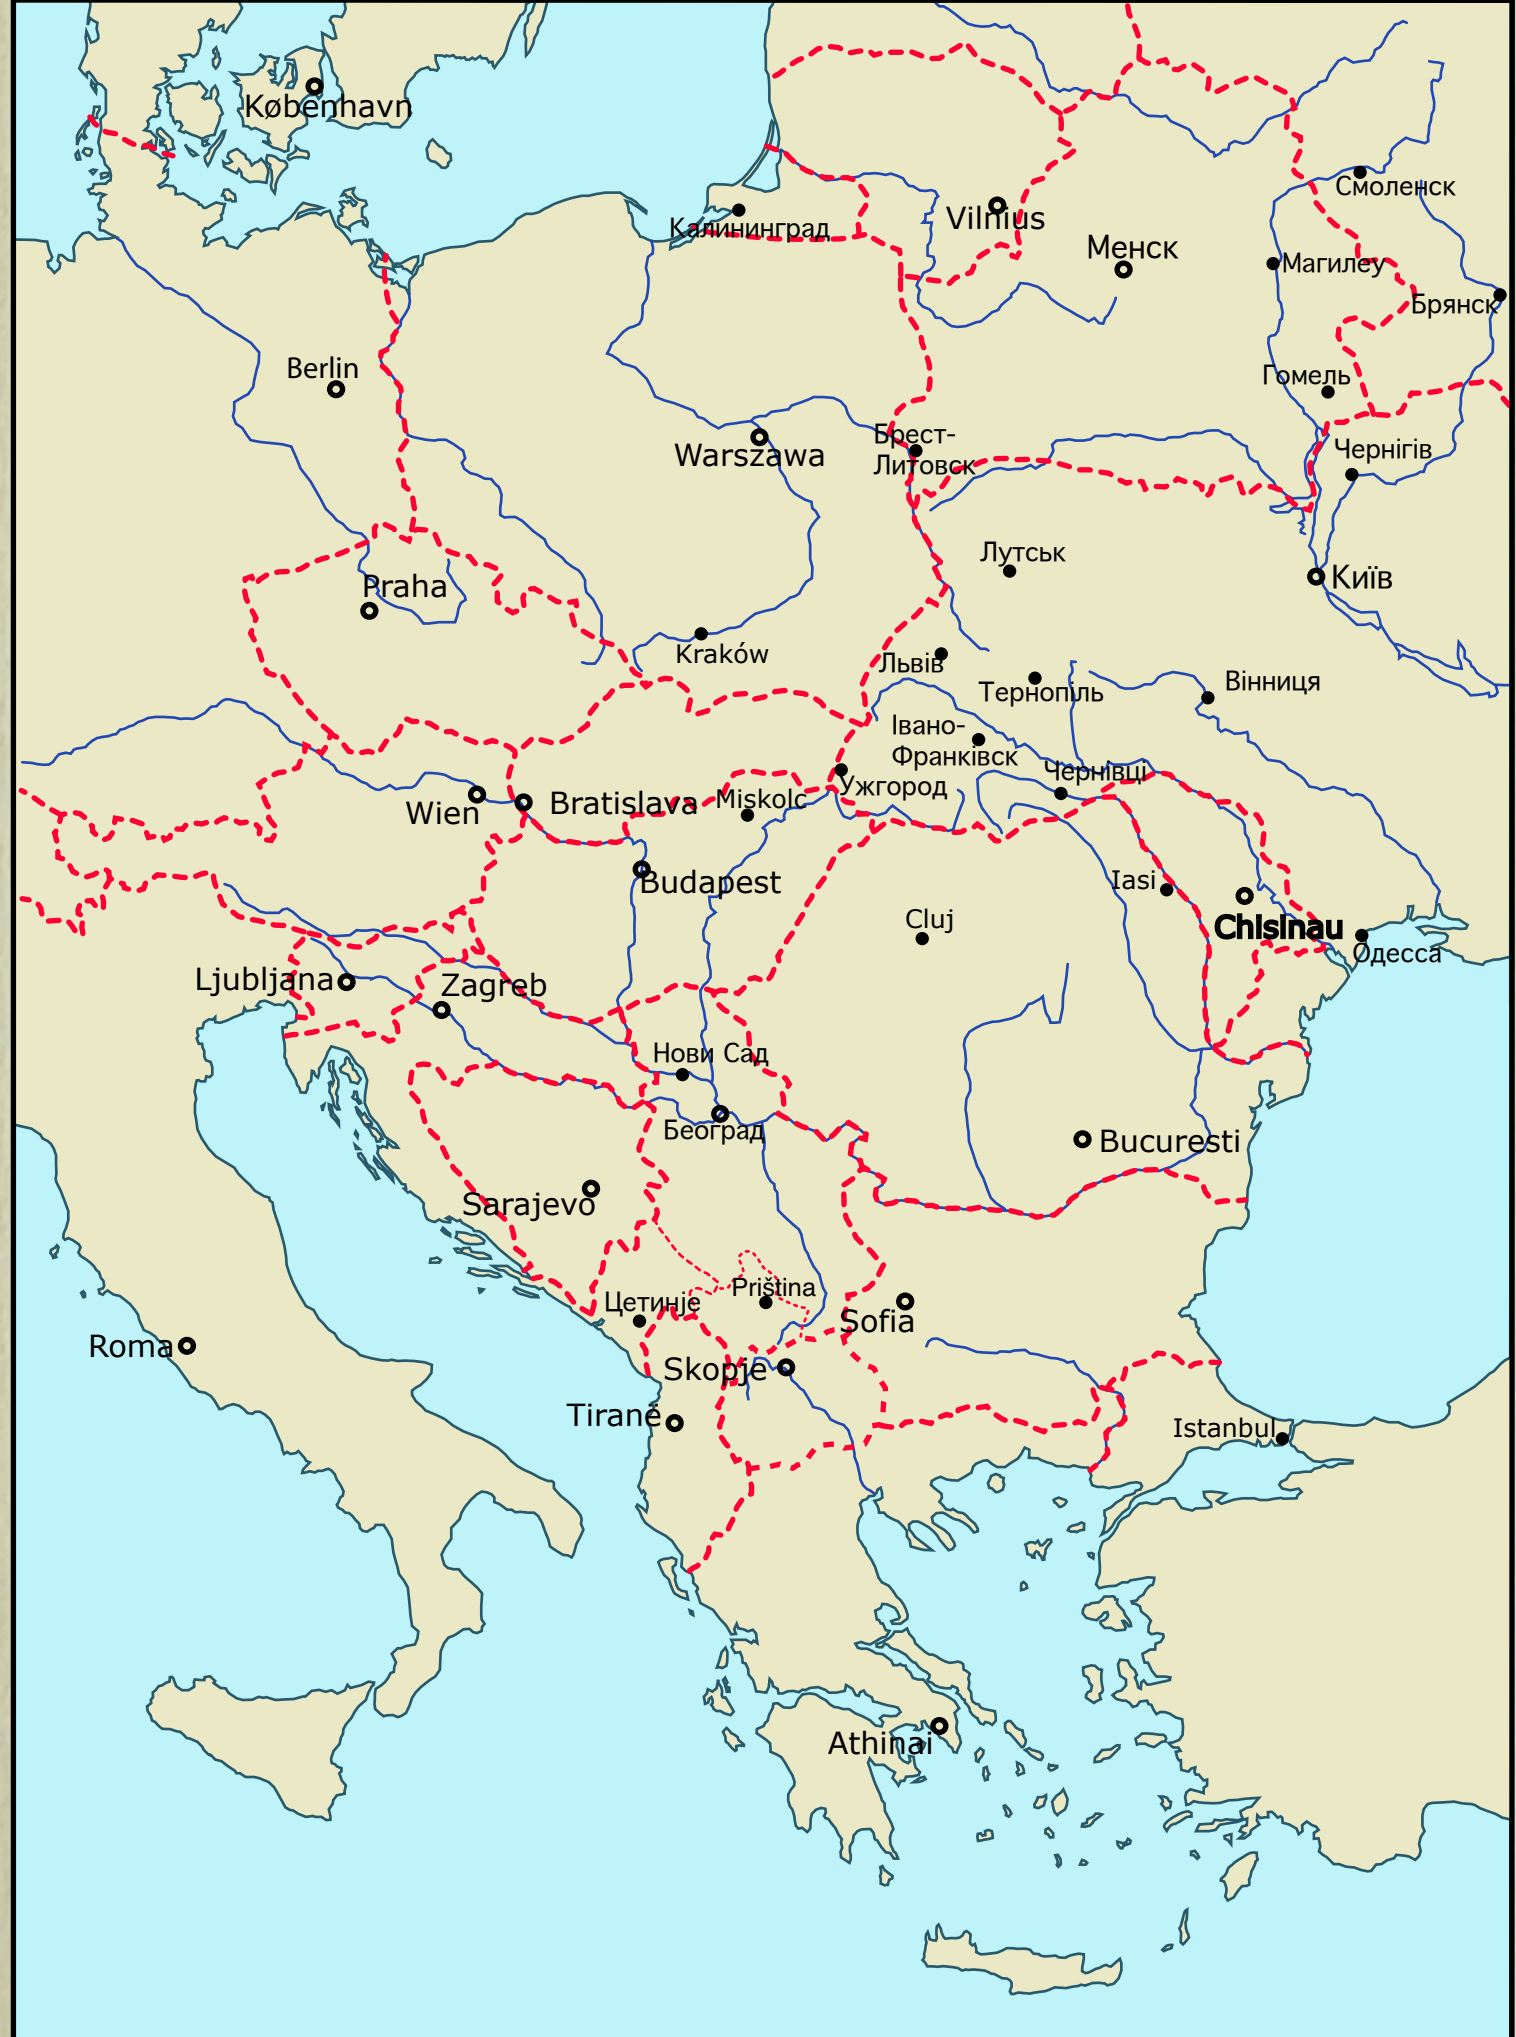 København
Смоленск
Калининград
Vilnius
Менск
Магилеу
Брянск
Berlin
Гомель
Warszawa
Брест-
Литовск
Чернігів
Лутськ
Київ
Praha
Kraków
Львів
Тернопіль
Вінниця
Івано-
Франківск
Чернівці
Ужгород
Wien
Bratislava
Miskolc
Budapest
Iasi
Cluj
Chisinau
Одесса
Ljubljana
Zagreb
Нови Сад
Београд
Bucuresti
Sarajevo
Priština
Цетинје
Sofia
Roma
Skopje
Tiranë
Istanbul
Athinai